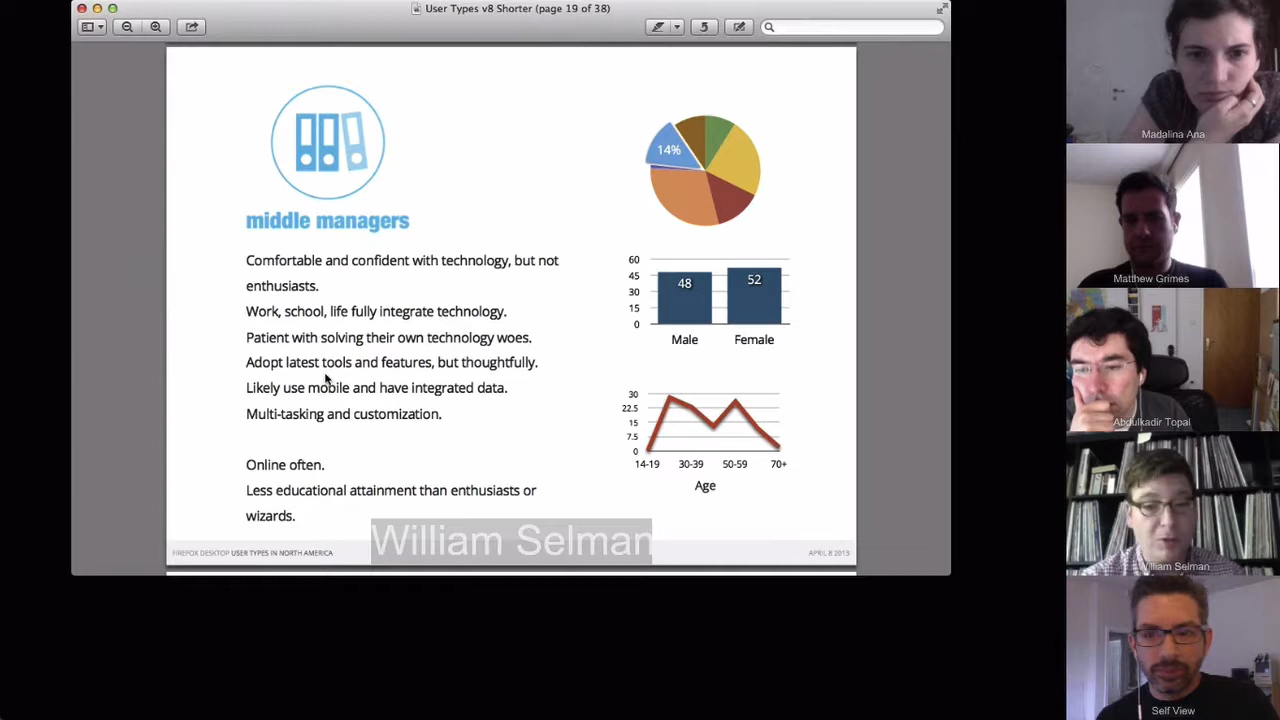 User Types v8 Shorter (page 19 of 38)
middle managers
Comfortable and confident with technology, but not
enthusiasts.
Work, school, life fully integrate technology.
Patient with solving their own technology woes.
Adopt latest tools and features, but thoughtfully.
Likely use mobile and have integrated data.
Multi-tasking and customization.
Online often.
Less educational attainment than enthusiasts or
wizards.
14%
60
45
30
15
0
48
52
Male
Female
30
22.5
15
7.5
0
14-19
30-39
50-59
70+
Age
FIREFOX DESKTOP USER TYPES IN NORTH AMERICA
APRIL 8 2013
William Selman
Madalina Ana
Matthew Grimes
Abdulkadir Topal
William Selman
Self View